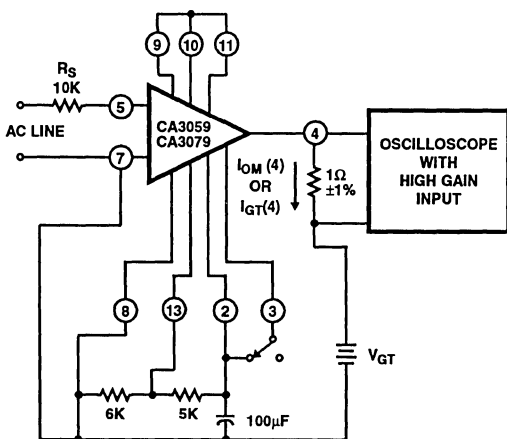 9 10 11
RS
10K
5
AC LINE
7
CA3059
CA3079
4
IOM (4)
OR
IGT(4)
1Ω
±1%
OSCILLOSCOPE
WITH
HIGH GAIN
INPUT
8 13 2 3
6K 5K
100μF
VGT